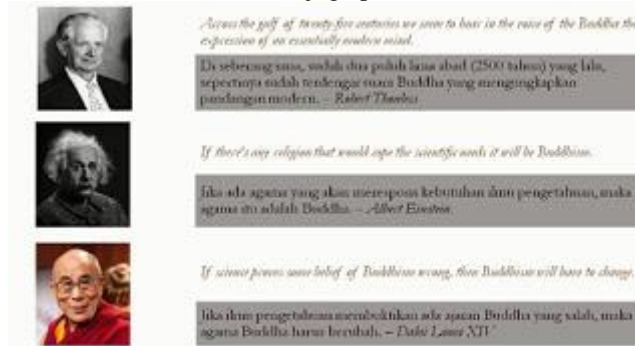 Across the gulf of twenty-five centuries we seem to hear in the voice of the Buddha the
expression of an essentially modern mind.
Di seberang sana, sudah dua puluh lima abad (2500 tahun) yang lalu,
sepertinya sudah terdengar suara Buddha yang mengungkapkan
pandangan modern. – Robert Thouless
If there's any religion that would cope the scientific needs it will be Buddhism.
Jika ada agama yang akan merespons kebutuhan ilmu pengetahuan, maka
agama itu adalah Buddha. – Albert Einstein
If science proves some belief of Buddhism wrong, then Buddhism will have to change.
Jika ilmu pengetahuan membuktikan ada ajaran Buddha yang salah, maka
agama Buddha harus berubah. – Dalai Lama XIV